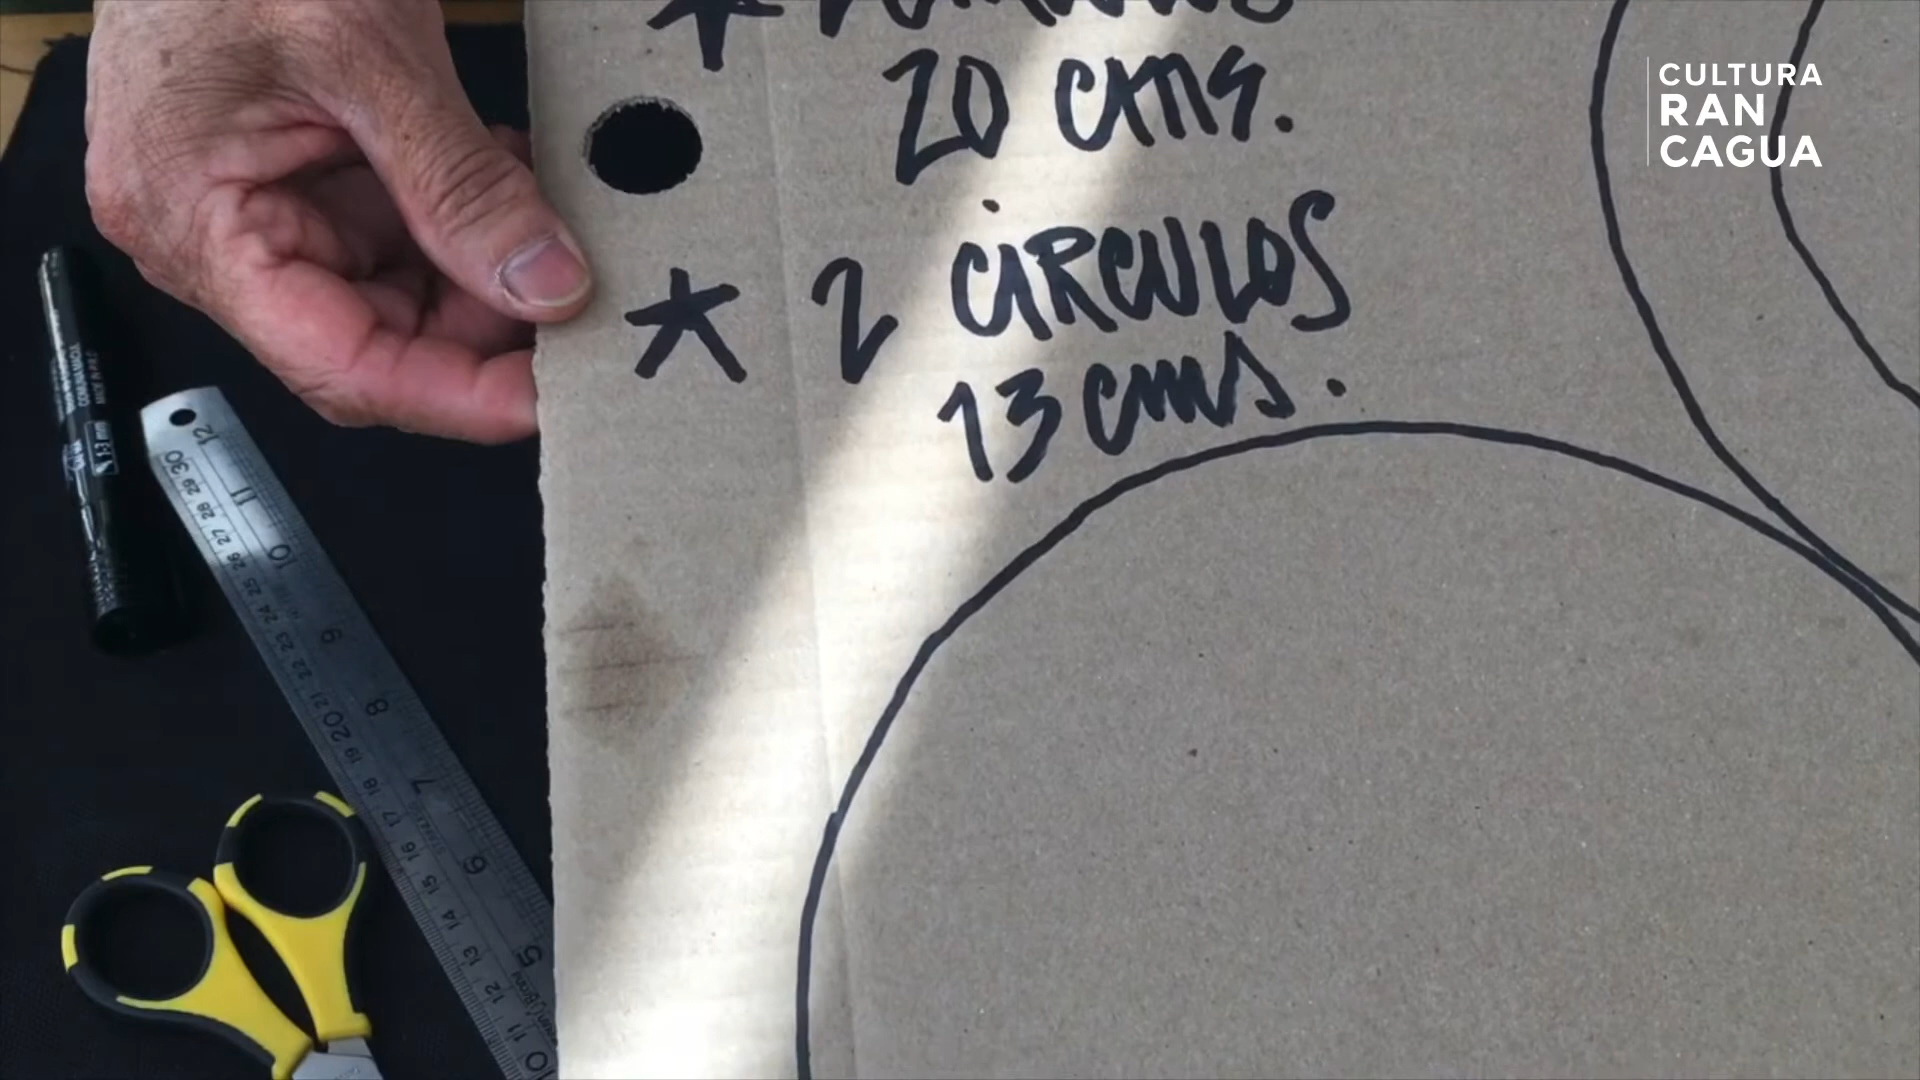 20 cms.
* 2 CIRCULOS
13 cms.
CULTURA
RAN
CAGUA